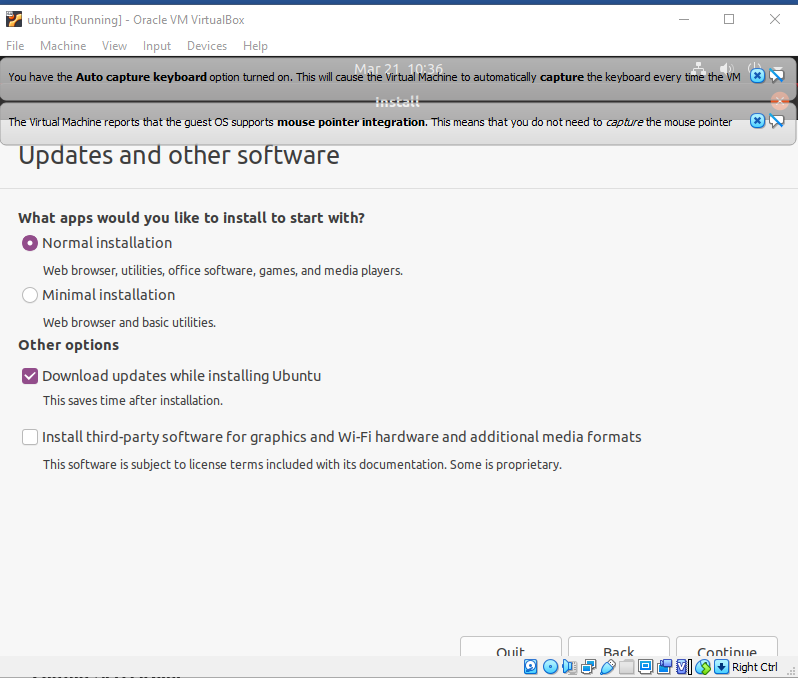 ubuntu [Running] - Oracle VM VirtualBox
File Machine View Input Devices Help
Mar 21 10:36
You have the Auto capture keyboard option turned on. This will cause the Virtual Machine to automatically capture the keyboard every time the VM
Install
The Virtual Machine reports that the guest OS supports mouse pointer integration. This means that you do not need to capture the mouse pointer
Updates and other software
What apps would you like to install to start with?
Normal installation
Web browser, utilities, office software, games, and media players.
Minimal installation
Web browser and basic utilities.
Other options
Download updates while installing Ubuntu
This saves time after installation.
Install third-party software for graphics and Wi-Fi hardware and additional media formats
This software is subject to license terms included with its documentation. Some is proprietary.
Quit Back Continue
Right Ctrl